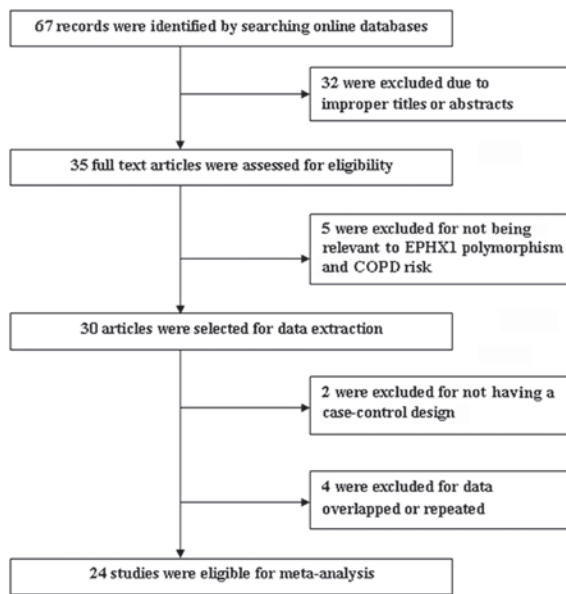 67 records were identified by searching online databases
32 were excluded due to
improper titles or abstracts
35 full text articles were assessed for eligibility
5 were excluded for not being
relevant to EPHX1 polymorphism
and COPD risk
30 articles were selected for data extraction
2 were excluded for not having a
case-control design
4 were excluded for data
overlapped or repeated
24 studies were eligible for meta-analysis